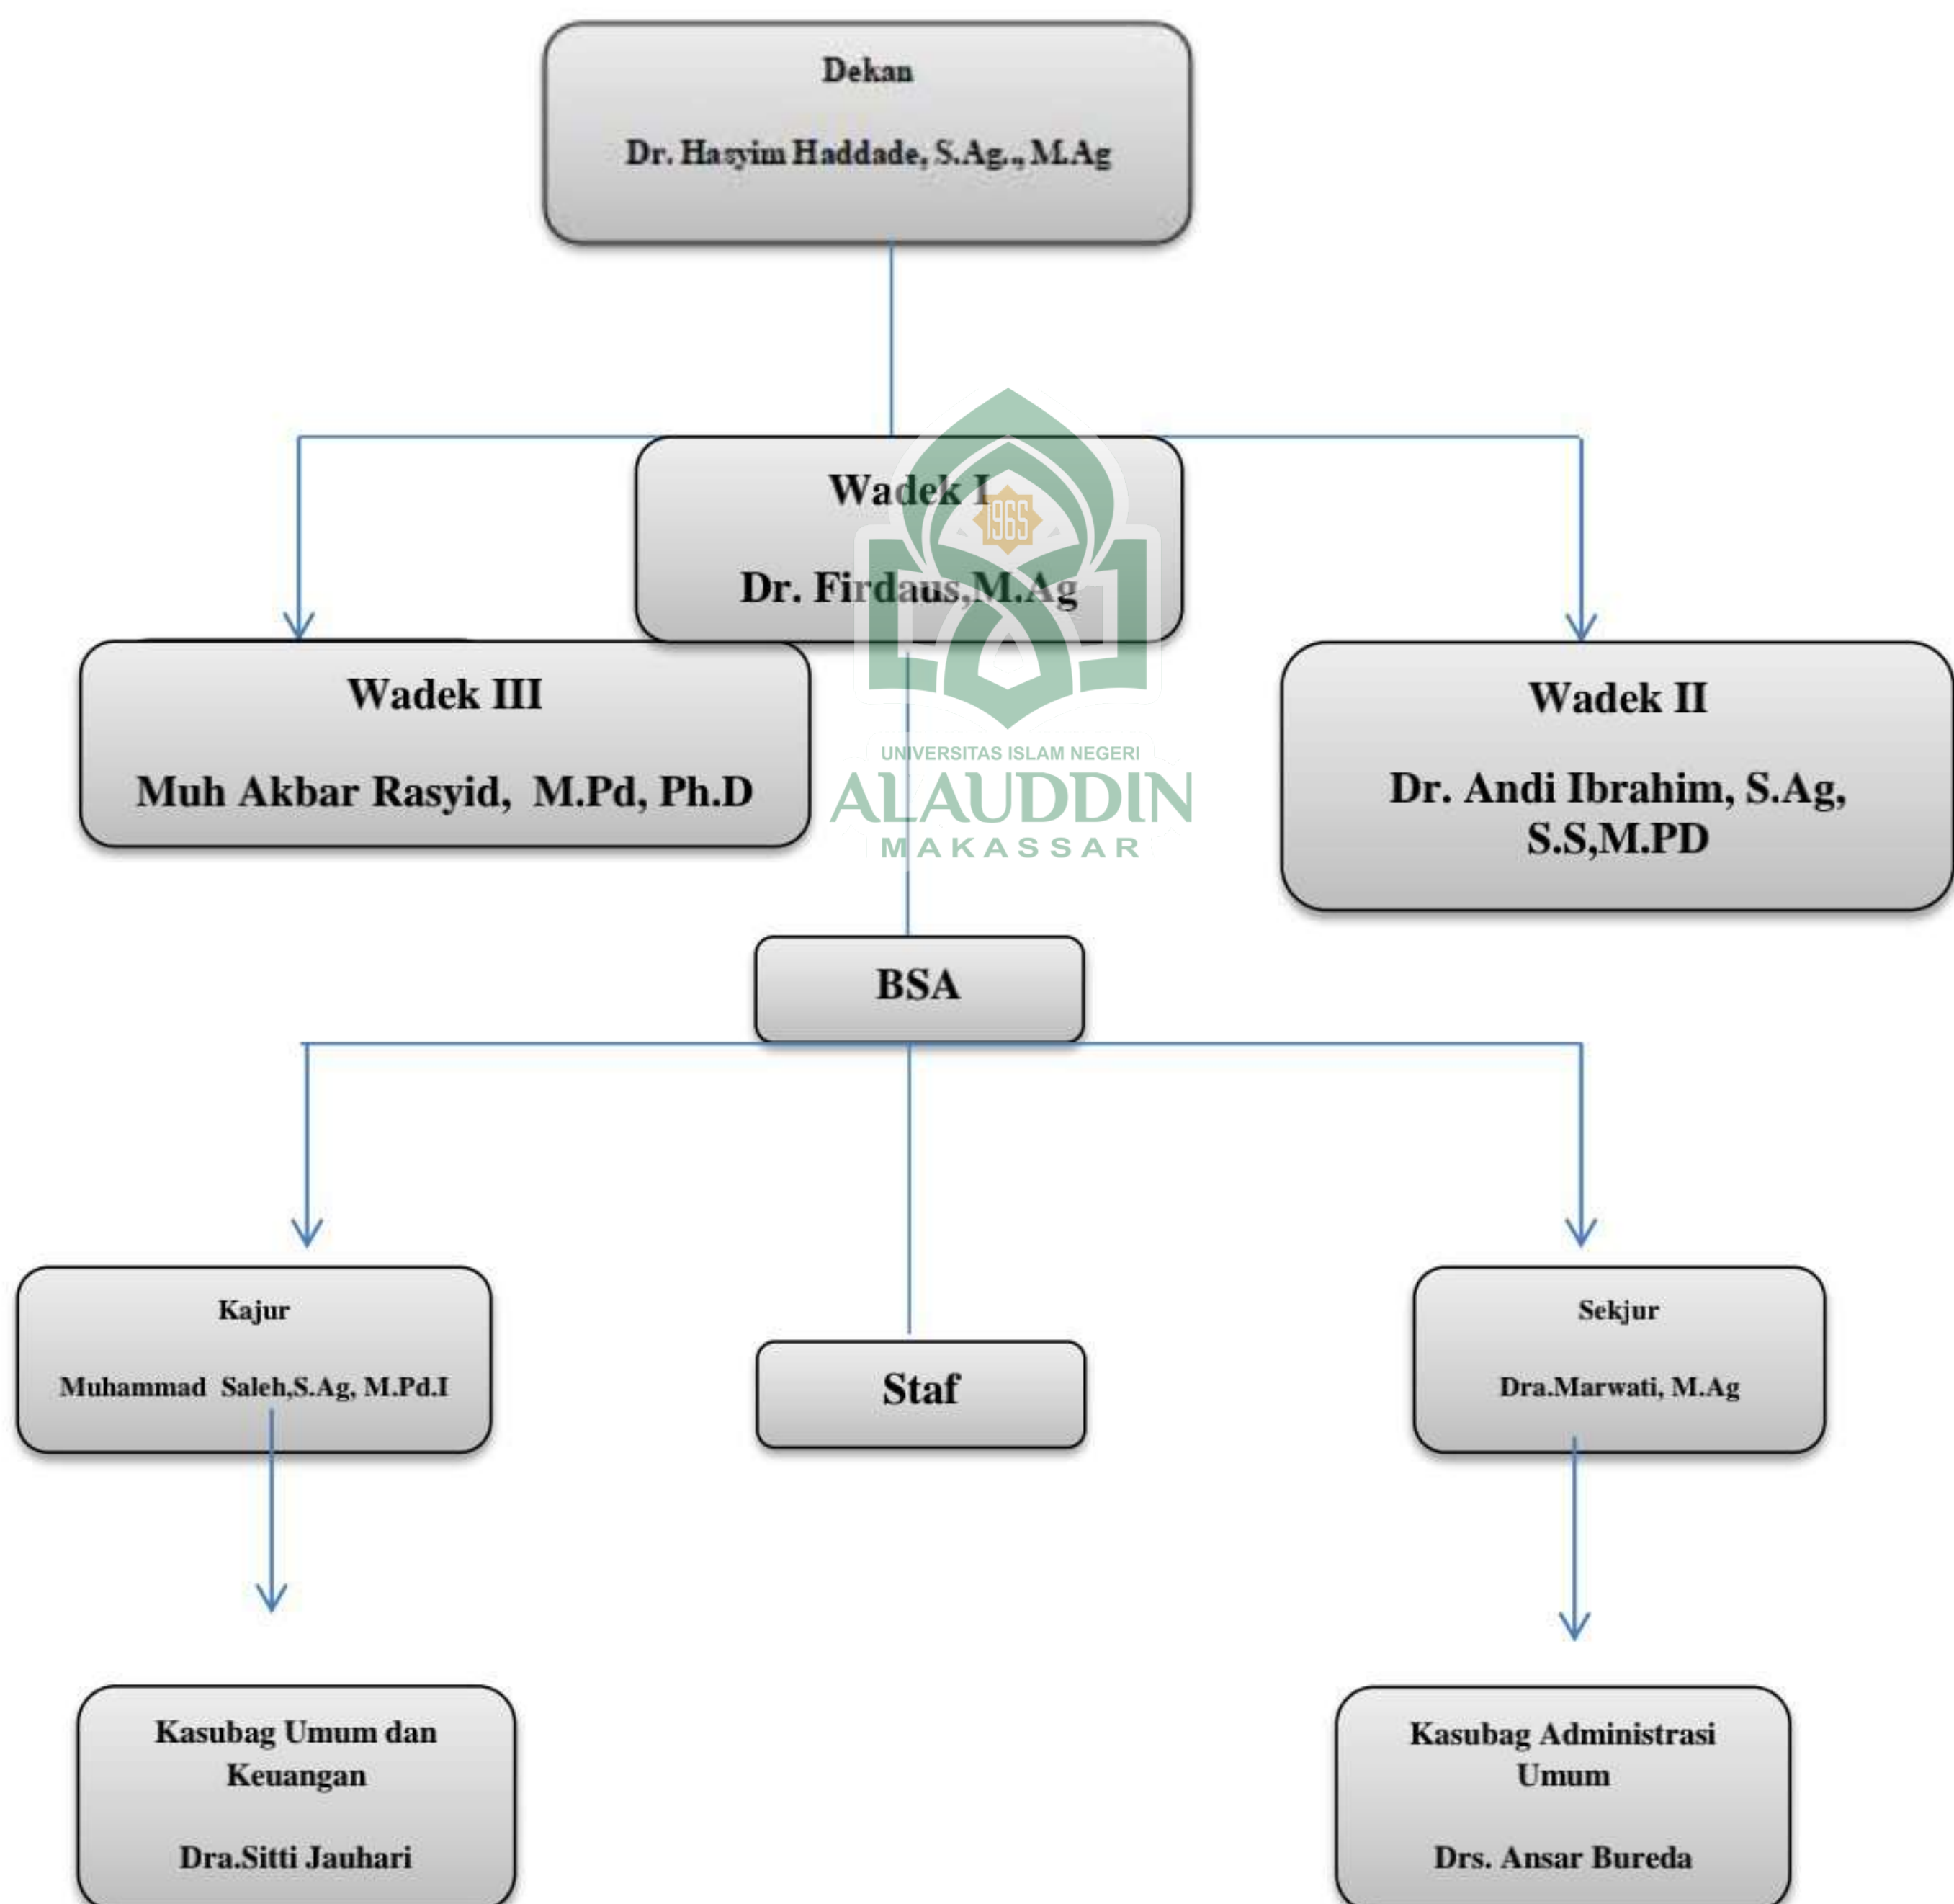 Dekan
Dr. Hasyim Haddade, S.Ag., M.Ag
Wadek I
Dr. Firdaus,M.Ag
1965
Wadek III
Muh Akbar Rasyid, M.Pd, Ph.D
Wadek II
Dr. Andi Ibrahim, S.Ag,
S.S,M.PD
UNIVERSITAS ISLAM NEGERI
ALAUDDIN
MAKASSAR
BSA
Kajur
Muhammad Saleh,S.Ag, M.Pd.I
Staf
Sekjur
Dra.Marwati, M.Ag
Kasubag Umum dan
Keuangan
Dra.Sitti Jauhari
Kasubag Administrasi
Umum
Drs. Ansar Bureda